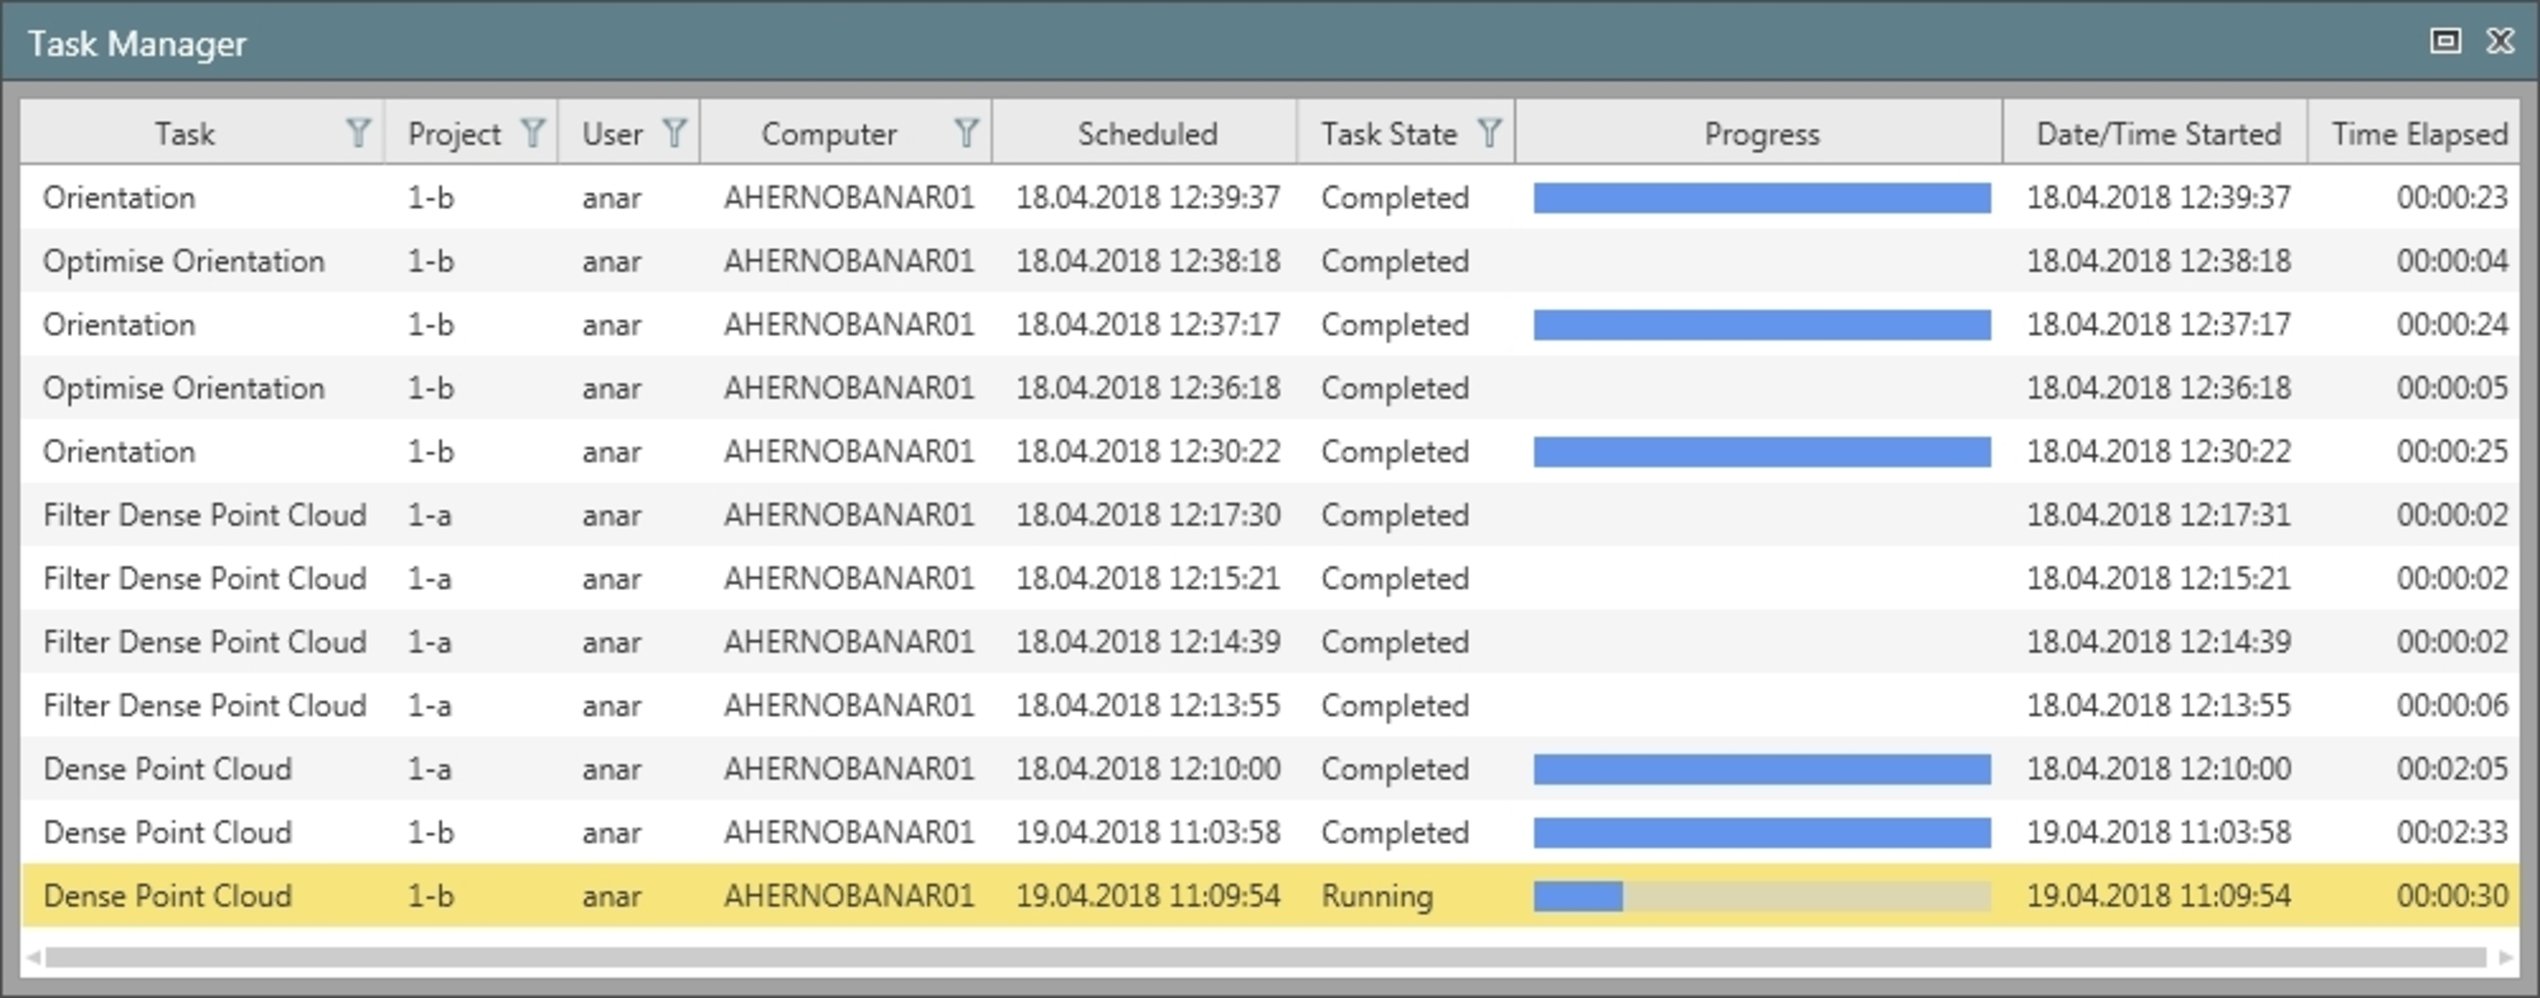 Task Manager
Task Project User Computer Scheduled Task State Progress Date/Time Started Time Elapsed
Orientation 1-b anar AHERNOBANAR01 18.04.2018 12:39:37 Completed 18.04.2018 12:39:37 00:00:23
Optimise Orientation 1-b anar AHERNOBANAR01 18.04.2018 12:38:18 Completed 18.04.2018 12:38:18 00:00:04
Orientation 1-b anar AHERNOBANAR01 18.04.2018 12:37:17 Completed 18.04.2018 12:37:17 00:00:24
Optimise Orientation 1-b anar AHERNOBANAR01 18.04.2018 12:36:18 Completed 18.04.2018 12:36:18 00:00:05
Orientation 1-b anar AHERNOBANAR01 18.04.2018 12:30:22 Completed 18.04.2018 12:30:22 00:00:25
Filter Dense Point Cloud 1-a anar AHERNOBANAR01 18.04.2018 12:17:30 Completed 18.04.2018 12:17:31 00:00:02
Filter Dense Point Cloud 1-a anar AHERNOBANAR01 18.04.2018 12:15:21 Completed 18.04.2018 12:15:21 00:00:02
Filter Dense Point Cloud 1-a anar AHERNOBANAR01 18.04.2018 12:14:39 Completed 18.04.2018 12:14:39 00:00:02
Filter Dense Point Cloud 1-a anar AHERNOBANAR01 18.04.2018 12:13:55 Completed 18.04.2018 12:13:55 00:00:06
Dense Point Cloud 1-a anar AHERNOBANAR01 18.04.2018 12:10:00 Completed 18.04.2018 12:10:00 00:02:05
Dense Point Cloud 1-b anar AHERNOBANAR01 19.04.2018 11:03:58 Completed 19.04.2018 11:03:58 00:02:33
Dense Point Cloud 1-b anar AHERNOBANAR01 19.04.2018 11:09:54 Running 19.04.2018 11:09:54 00:00:30